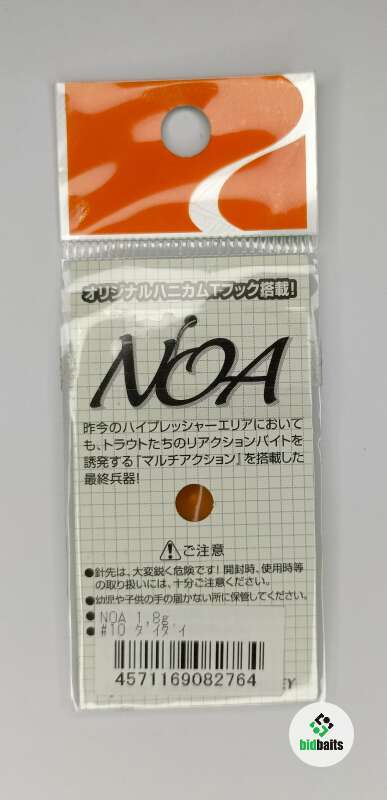 オリジナルハニカムTフック搭載!
NOA
昨今のハイプレッシャーエリアにおいて
も、トラウトたちのリアクションバイトを
誘発する『マルチアクション』を搭載した
最終兵器!
ご注意
●針先は、大変鋭く危険です!開封時、使用時等
の取り扱いには、十分ご注意ください。
●幼児や子供の手の届かない所に保管してください。
NOA 1.8g
#10 ダイダイ
4571169082764
EY
bidbaits